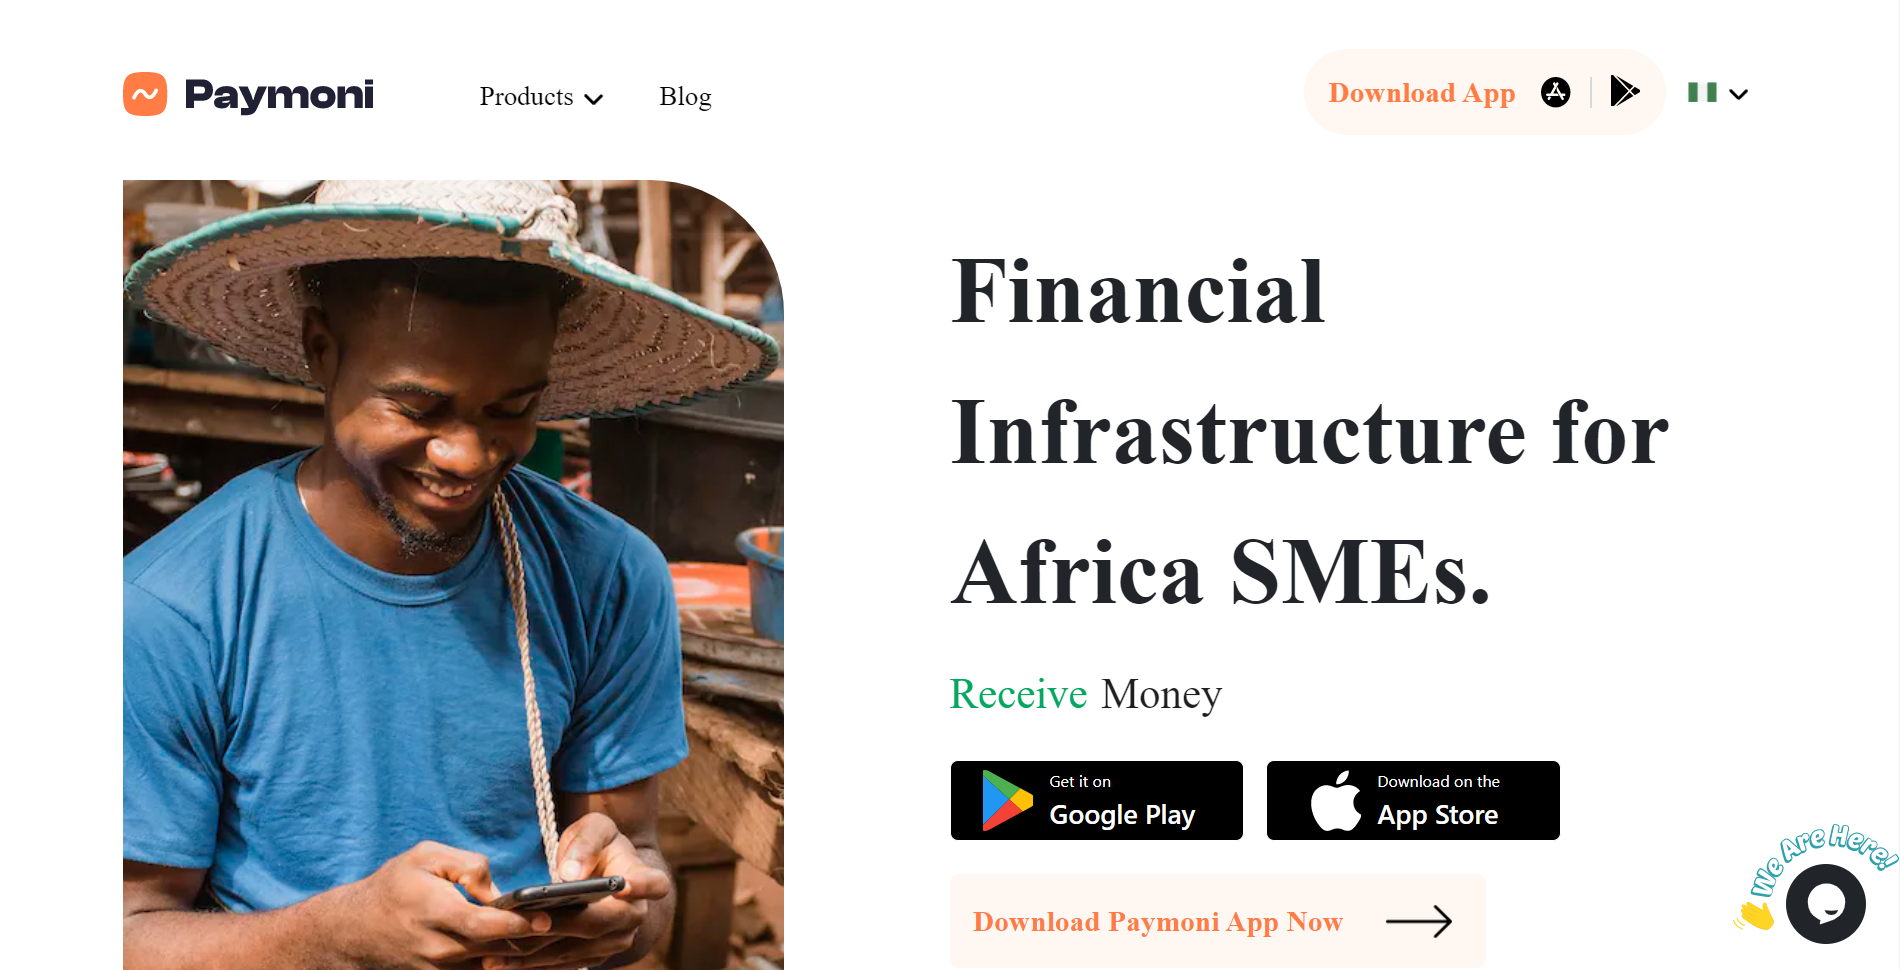 Paymoni
Products
Blog
Download App
Financial
Infrastructure for
Africa SMEs.
Receive Money
Get it on
Google Play
Download on the
App Store
Download Paymoni App Now
We Are Here!